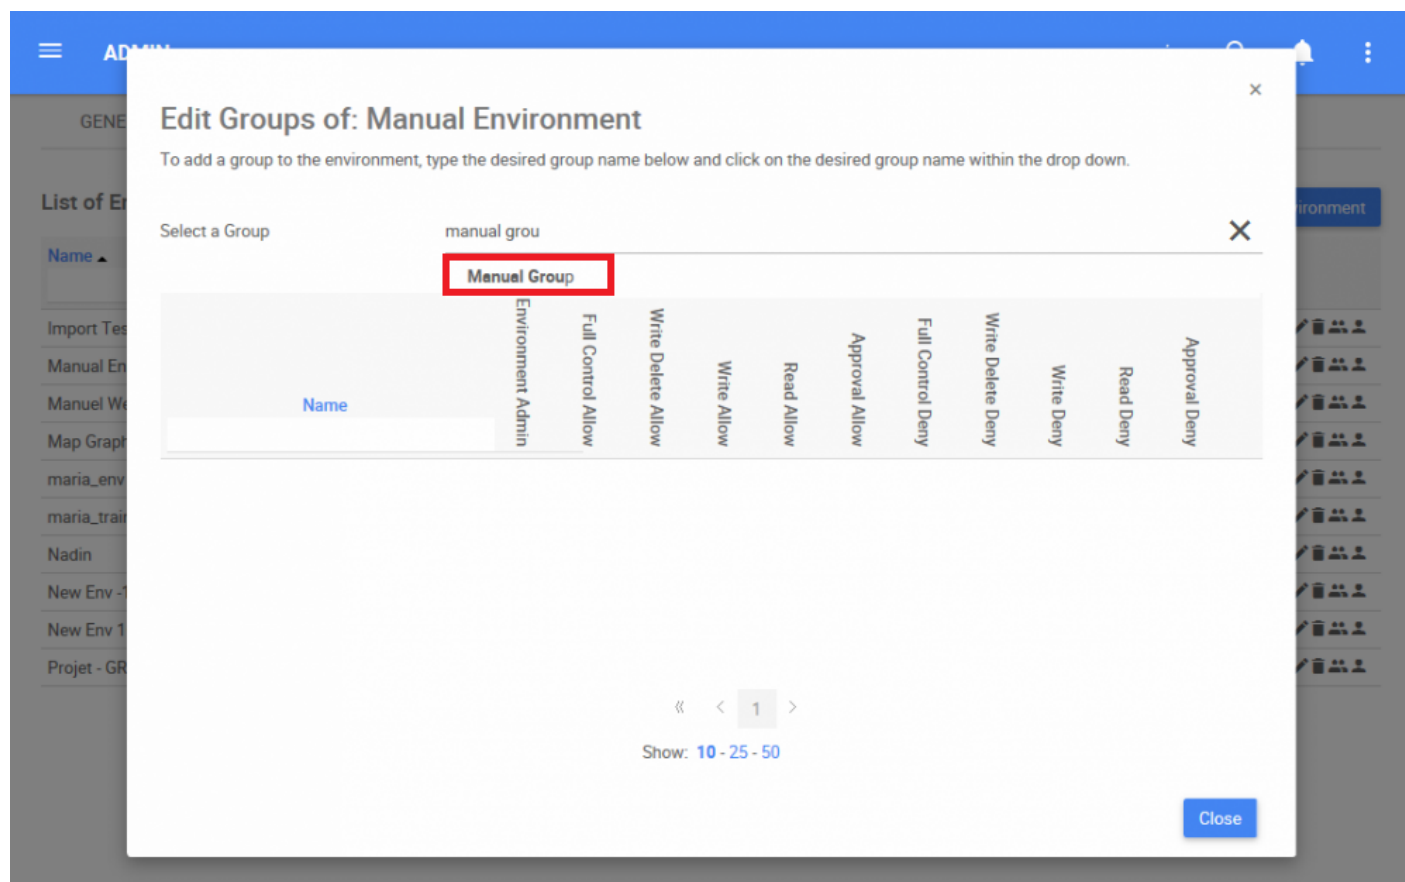 ADMIN
GENE
Edit Groups of: Manual Environment
To add a group to the environment, type the desired group name below and click on the desired group name within the drop down.
List of En
ironment
Select a Group
manual grou
Manual Group
Name
Name
Environment Admin
Full Control Allow
Write Delete Allow
Write Allow
Read Allow
Approval Allow
Full Control Deny
Write Delete Deny
Write Deny
Read Deny
Approval Deny
Import Tes
Manual En
Manuel We
Map Graph
maria_env
maria_train
Nadin
New Env -1
New Env 1
Projet - GR
1
Show: 10 - 25 - 50
Close